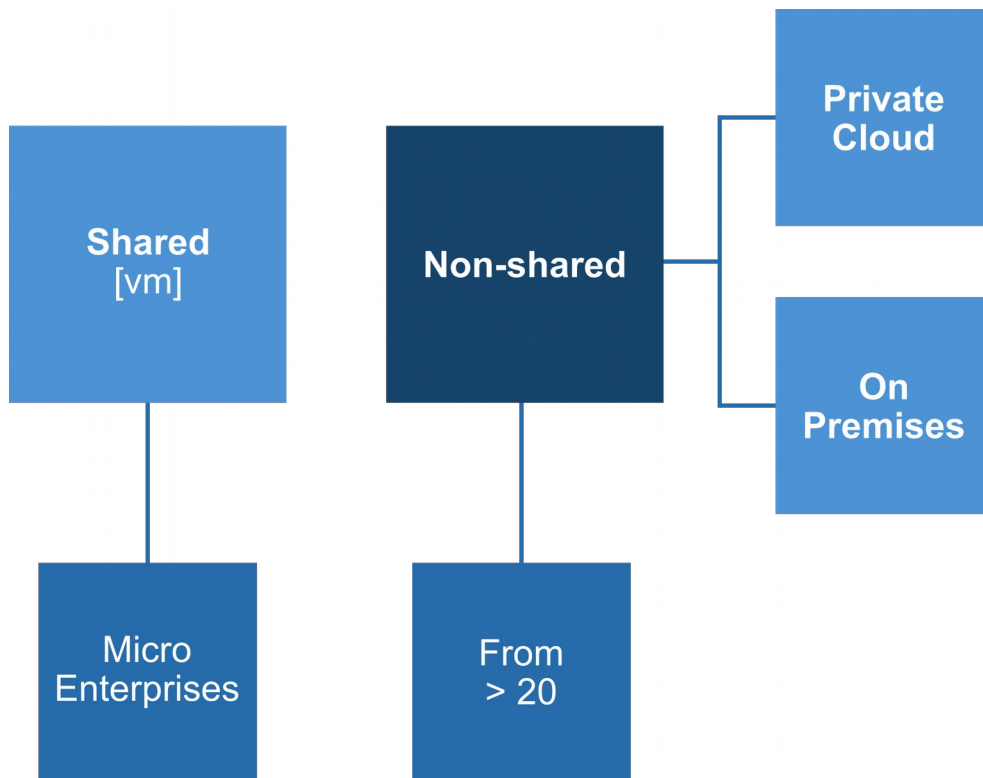 Shared
[vm]
Non-shared
Private
Cloud
On
Premises
Micro
Enterprises
From
> 20